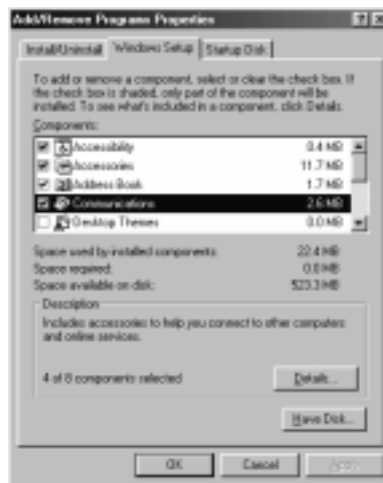 Add/Remove Programs Properties
Install/Uninstall Windows Setup Startup Disk
To add or remove a component, select or clear the check box. If
the check box is shaded, only part of the component will be
installed. To see what's included in a component, click Details.
Components:
Accessibility 0.4 MB
Accessories 11.7 MB
Address Book 1.7 MB
Communications 2.6 MB
Desktop Themes 0.0 MB
Space used by installed components: 22.4 MB
Space required: 0.0 MB
Space available on disk: 523.3 MB
Description
Includes accessories to help you connect to other computers
and online services.
4 of 8 components selected
Details...
Have Disk...
OK Cancel Apply